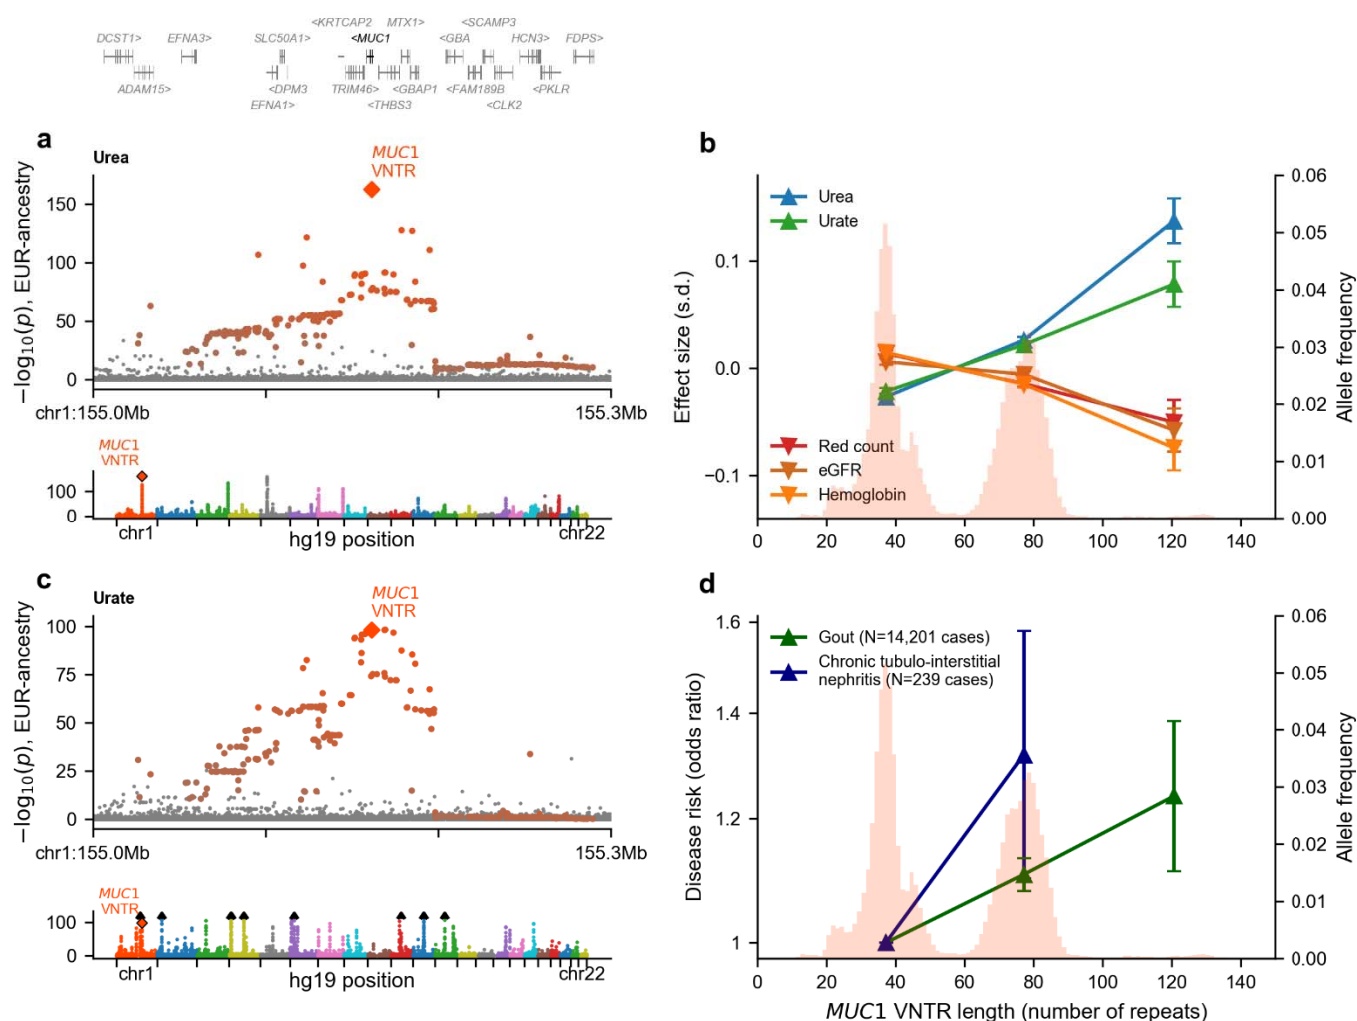 <KRTCAP2 MTX1> <SCAMP3
DCST1> EFNA3> SLC50A1> <MUC1 <GBA HCN3> FDPS>
ADAM15> <DPM3 TRIM46> <GBAP1 <FAM189B <PKLR
EFNA1> <THBS3 <CLK2
a
Urea
MUC1
VNTR
−log10(p), EUR-ancestry
150
100
50
0
chr1:155.0Mb 155.3Mb
MUC1
VNTR
100
0
chr1 hg19 position chr22
b
Urea
Urate
Red count
eGFR
Hemoglobin
Effect size (s.d.)
0.1
0.0
−0.1
Allele frequency
0.06
0.05
0.04
0.03
0.02
0.01
0.00
0 20 40 60 80 100 120 140
c
Urate
MUC1
VNTR
−log10(p), EUR-ancestry
100
75
50
25
0
chr1:155.0Mb 155.3Mb
MUC1
VNTR
100
0
chr1 hg19 position chr22
d
Gout (N=14,201 cases)
Chronic tubulo-interstitial
nephritis (N=239 cases)
Disease risk (odds ratio)
1.6
1.4
1.2
1
Allele frequency
0.06
0.05
0.04
0.03
0.02
0.01
0.00
0 20 40 60 80 100 120 140
MUC1 VNTR length (number of repeats)